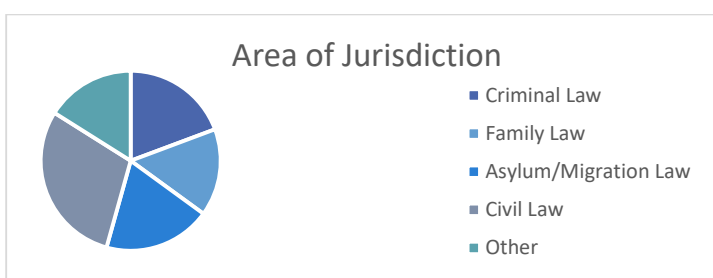 Area of Jurisdiction
Criminal Law
Family Law
Asylum/Migration Law
Civil Law
Other